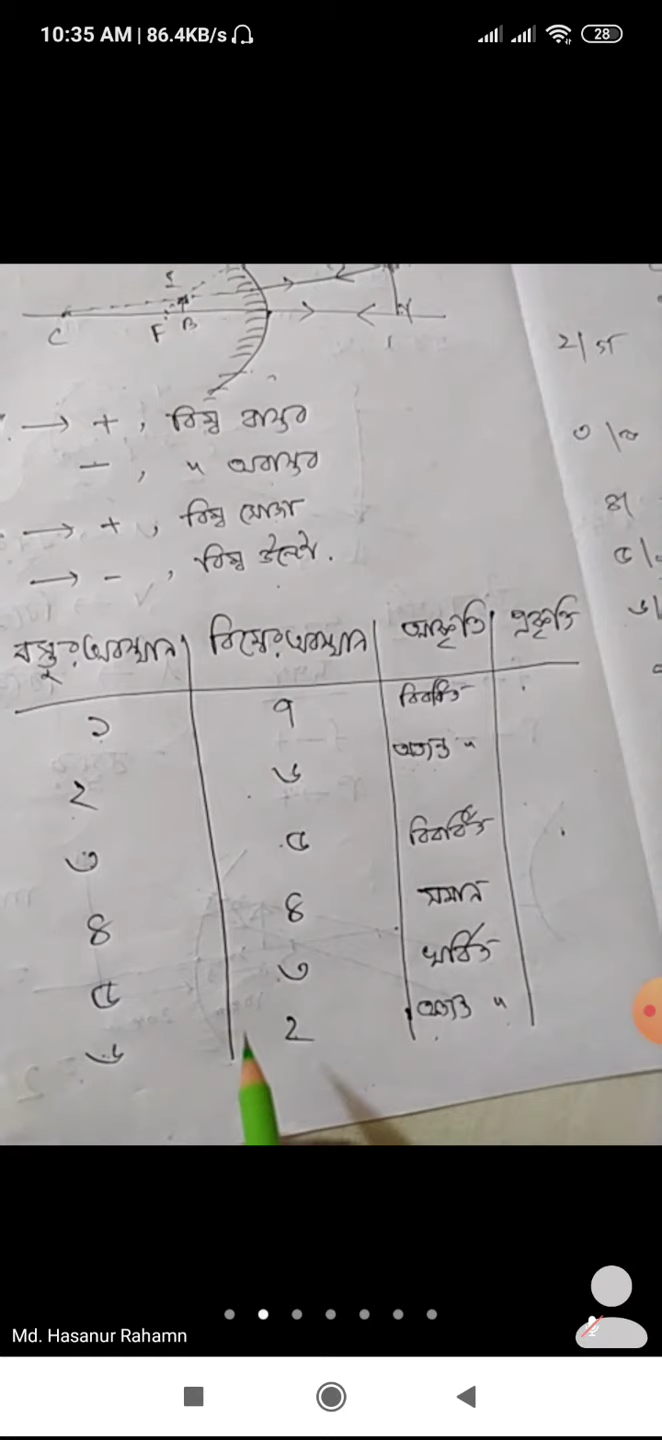 10:35 AM | 86.4KB/s 28
C F B
→ + , বিম্ব বাস্তব
- , 〃 অবাস্তব
→ + , বিম্ব সোজা
→ - , বিম্ব উল্টো.
বস্তুর অবস্থান | বিম্বের অবস্থান | আকৃতি | প্রকৃতি
১ ৭ বিবর্ধিত
২ ৬ অত্যন্ত 〃
৩ ৫ বিবর্ধিত
৪ ৪ সমান
৫ ৩ খর্বিত
৬ ২ অত্যন্ত 〃
২|
৩|
৪|
৫|
৬|
Md. Hasanur Rahamn